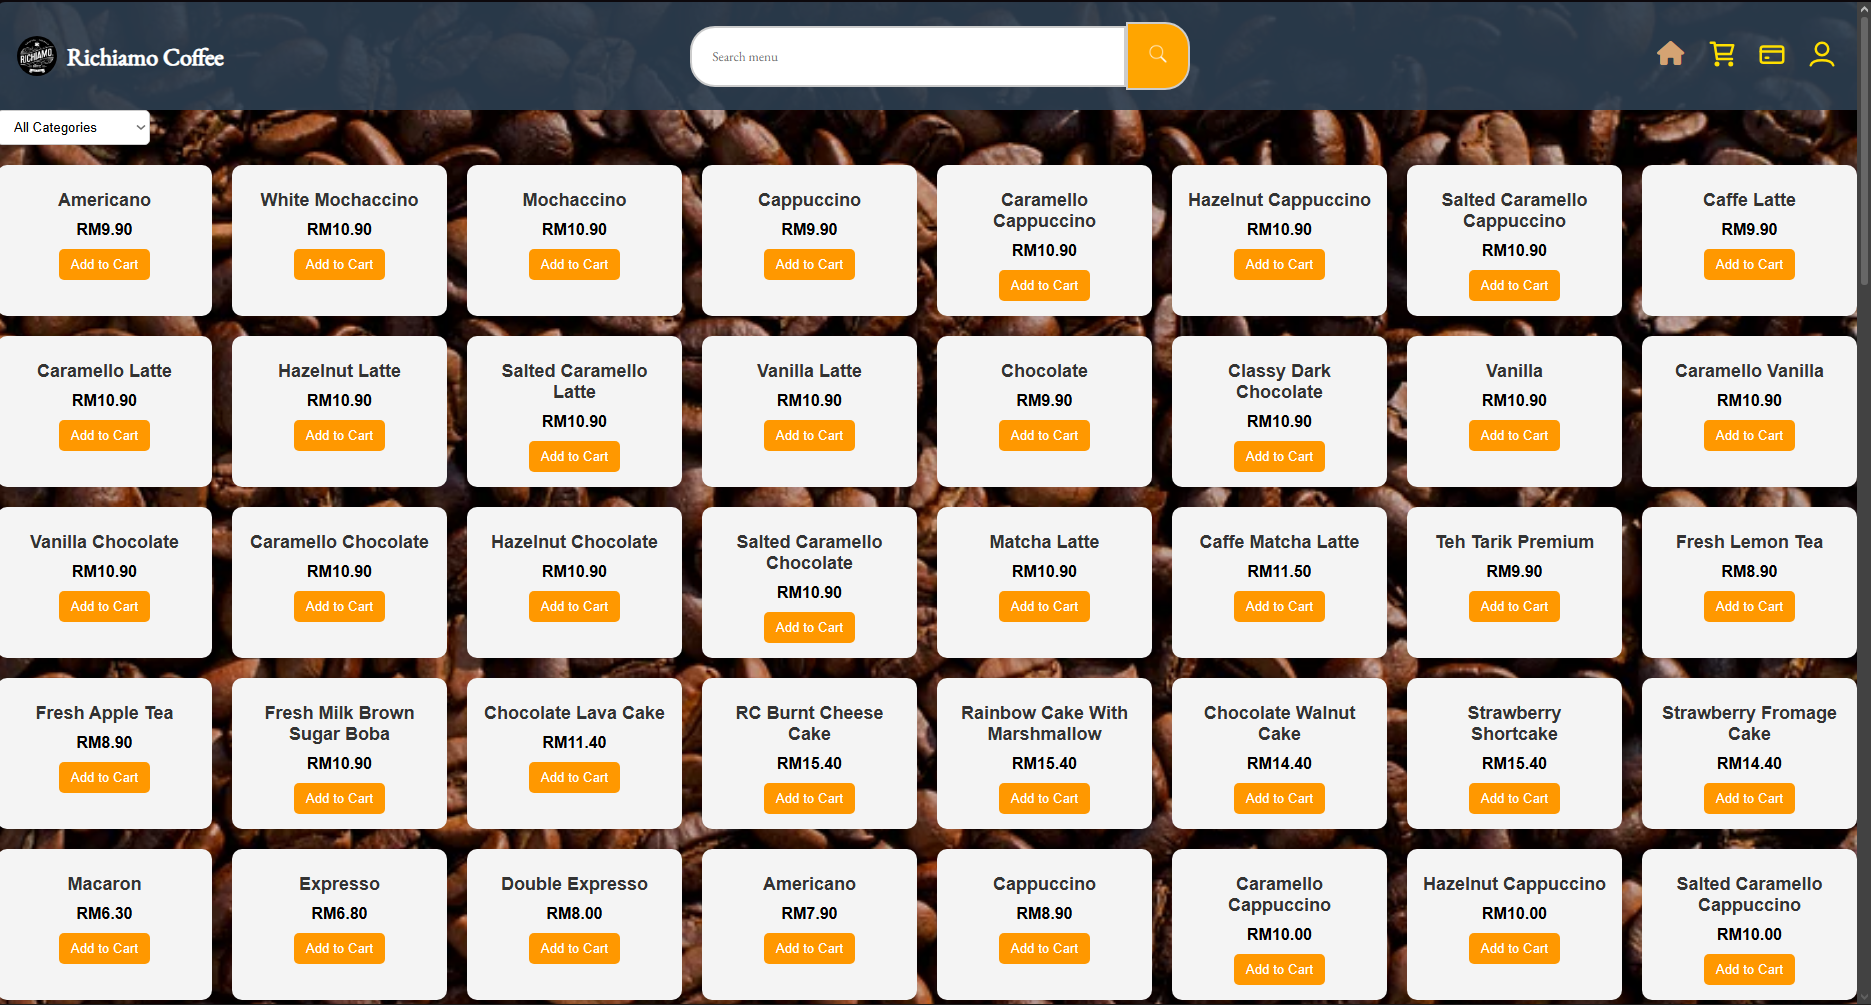 RICHIAMO
Richiamo Coffee
Search menu
All Categories
Americano
RM9.90
Add to Cart
White Mochaccino
RM10.90
Add to Cart
Mochaccino
RM10.90
Add to Cart
Cappuccino
RM9.90
Add to Cart
Caramello
Cappuccino
RM10.90
Add to Cart
Hazelnut Cappuccino
RM10.90
Add to Cart
Salted Caramello
Cappuccino
RM10.90
Add to Cart
Caffe Latte
RM9.90
Add to Cart
Caramello Latte
RM10.90
Add to Cart
Hazelnut Latte
RM10.90
Add to Cart
Salted Caramello
Latte
RM10.90
Add to Cart
Vanilla Latte
RM10.90
Add to Cart
Chocolate
RM9.90
Add to Cart
Classy Dark
Chocolate
RM10.90
Add to Cart
Vanilla
RM10.90
Add to Cart
Caramello Vanilla
RM10.90
Add to Cart
Vanilla Chocolate
RM10.90
Add to Cart
Caramello Chocolate
RM10.90
Add to Cart
Hazelnut Chocolate
RM10.90
Add to Cart
Salted Caramello
Chocolate
RM10.90
Add to Cart
Matcha Latte
RM10.90
Add to Cart
Caffe Matcha Latte
RM11.50
Add to Cart
Teh Tarik Premium
RM9.90
Add to Cart
Fresh Lemon Tea
RM8.90
Add to Cart
Fresh Apple Tea
RM8.90
Add to Cart
Fresh Milk Brown
Sugar Boba
RM10.90
Add to Cart
Chocolate Lava Cake
RM11.40
Add to Cart
RC Burnt Cheese
Cake
RM15.40
Add to Cart
Rainbow Cake With
Marshmallow
RM15.40
Add to Cart
Chocolate Walnut
Cake
RM14.40
Add to Cart
Strawberry
Shortcake
RM15.40
Add to Cart
Strawberry Fromage
Cake
RM14.40
Add to Cart
Macaron
RM6.30
Add to Cart
Expresso
RM6.80
Add to Cart
Double Expresso
RM8.00
Add to Cart
Americano
RM7.90
Add to Cart
Cappuccino
RM8.90
Add to Cart
Caramello
Cappuccino
RM10.00
Add to Cart
Hazelnut Cappuccino
RM10.00
Add to Cart
Salted Caramello
Cappuccino
RM10.00
Add to Cart